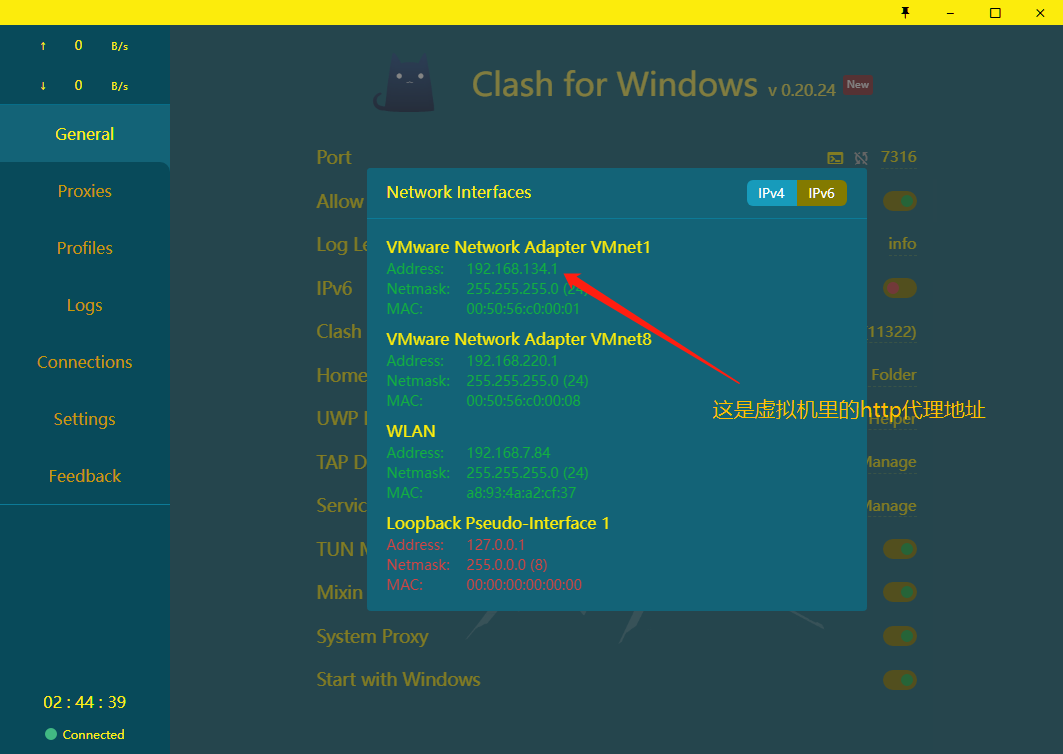 ↑ 0 B/s
↓ 0 B/s
General
Proxies
Profiles
Logs
Connections
Settings
Feedback
02 : 44 : 39
Connected
Clash for Windows v 0.20.24 New
Port 7316
Allow
Log Le info
IPv6
Clash 11322)
Home Folder
UWP Helper
TAP D Manage
Servic Manage
TUN M
Mixin
System Proxy
Start with Windows
Network Interfaces IPv4 IPv6
VMware Network Adapter VMnet1
Address: 192.168.134.1
Netmask: 255.255.255.0 (24)
MAC: 00:50:56:c0:00:01
VMware Network Adapter VMnet8
Address: 192.168.220.1
Netmask: 255.255.255.0 (24)
MAC: 00:50:56:c0:00:08
WLAN
Address: 192.168.7.84
Netmask: 255.255.255.0 (24)
MAC: a8:93:4a:a2:cf:37
Loopback Pseudo-Interface 1
Address: 127.0.0.1
Netmask: 255.0.0.0 (8)
MAC: 00:00:00:00:00:00
这是虚拟机里的http代理地址